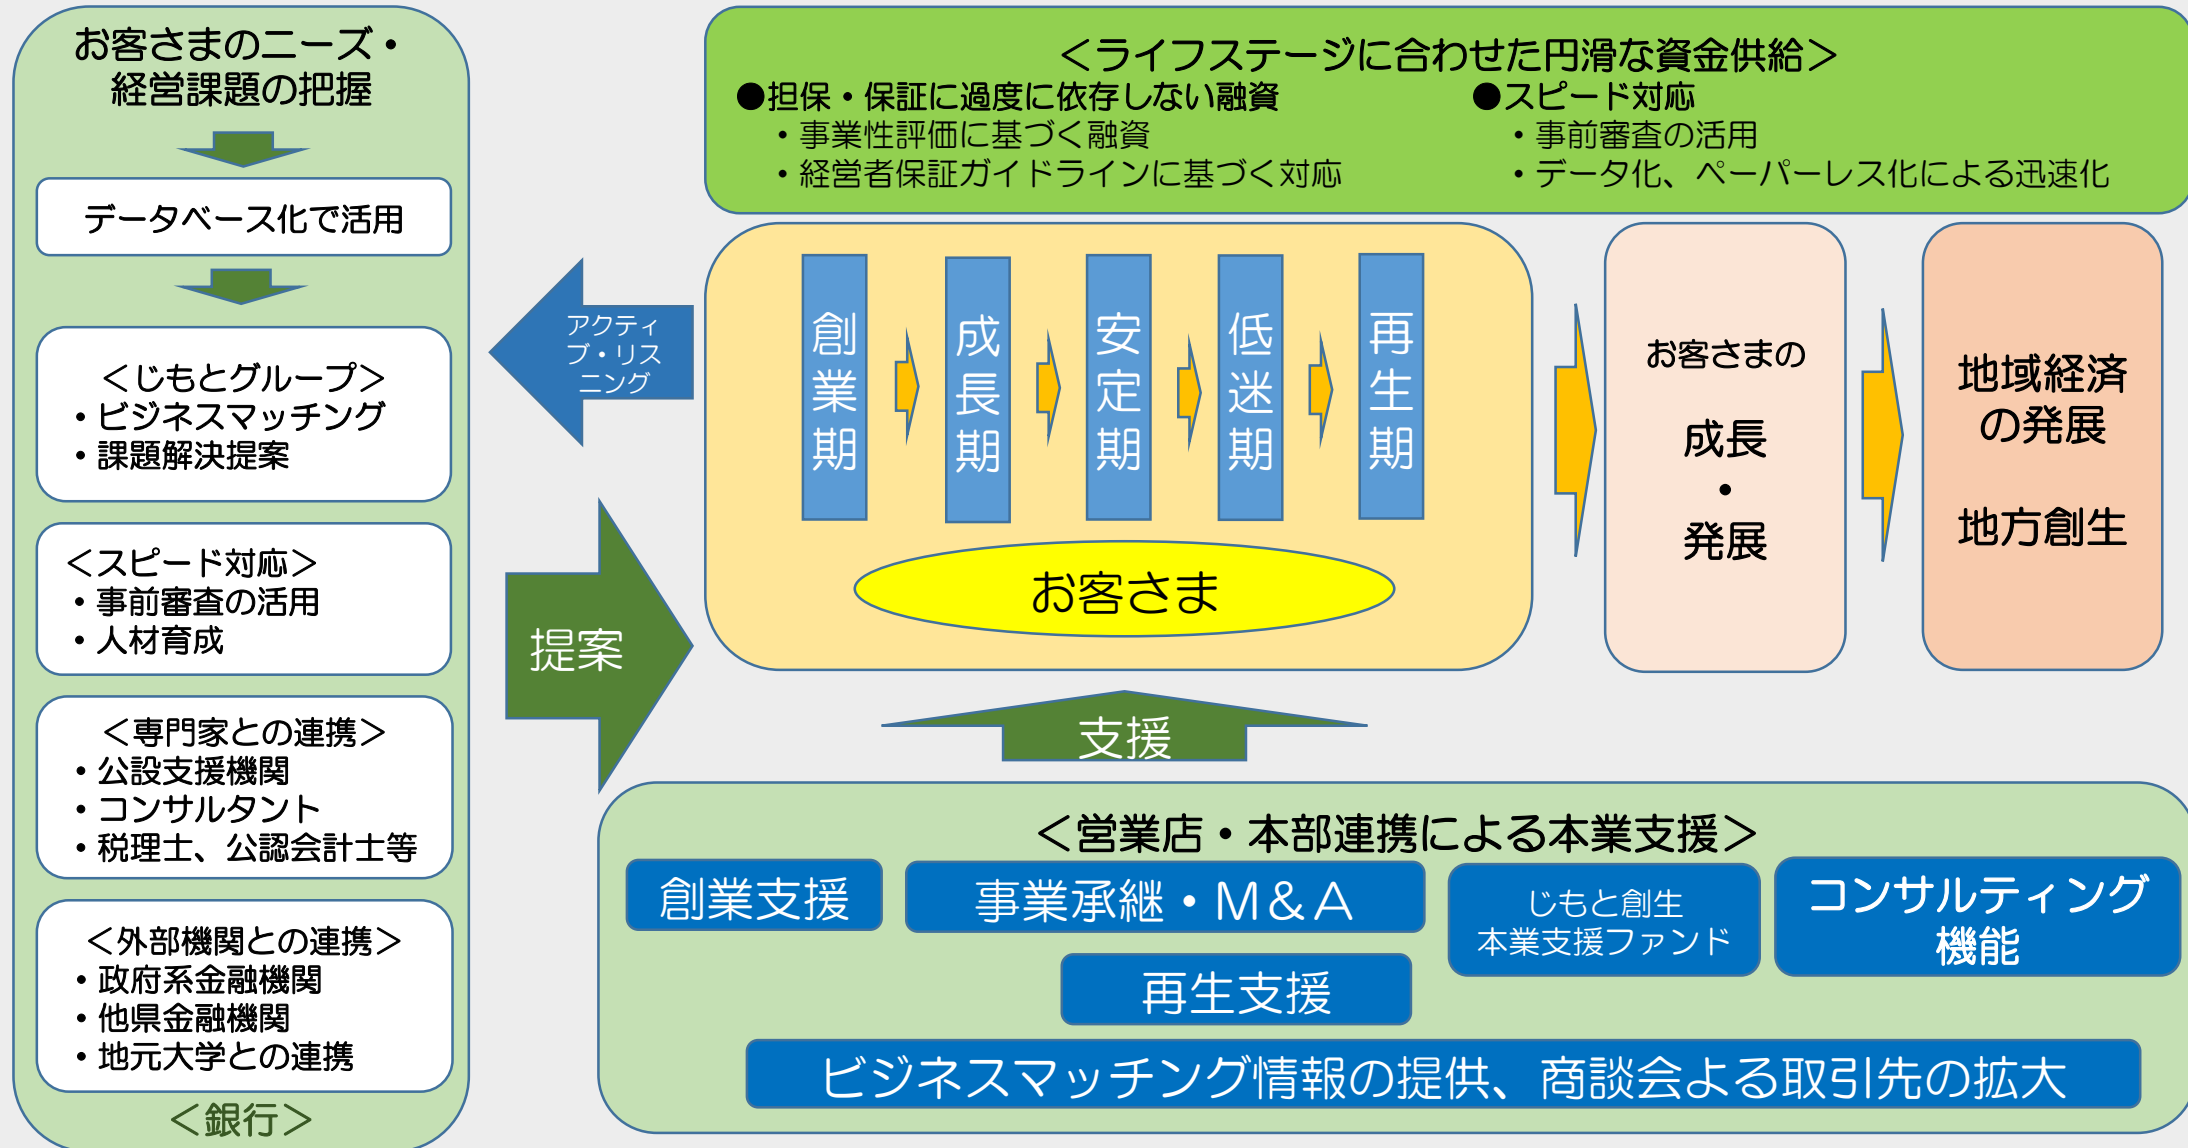 お客さまのニーズ・
経営課題の把握
データベース化で活用
＜じもとグループ＞
・ビジネスマッチング
・課題解決提案
＜スピード対応＞
・事前審査の活用
・人材育成
＜専門家との連携＞
・公設支援機関
・コンサルタント
・税理士、公認会計士等
＜外部機関との連携＞
・政府系金融機関
・他県金融機関
・地元大学との連携
＜銀行＞
アクティ
ブ・リス
ニング
提案
＜ライフステージに合わせた円滑な資金供給＞
●担保・保証に過度に依存しない融資
・事業性評価に基づく融資
・経営者保証ガイドラインに基づく対応
●スピード対応
・事前審査の活用
・データ化、ペーパーレス化による迅速化
創業期
成長期
安定期
低迷期
再生期
お客さま
お客さまの
成長
・
発展
地域経済
の発展
地方創生
支援
＜営業店・本部連携による本業支援＞
創業支援
事業承継・Ｍ＆Ａ
じもと創生
本業支援ファンド
コンサルティング
機能
再生支援
ビジネスマッチング情報の提供、商談会よる取引先の拡大